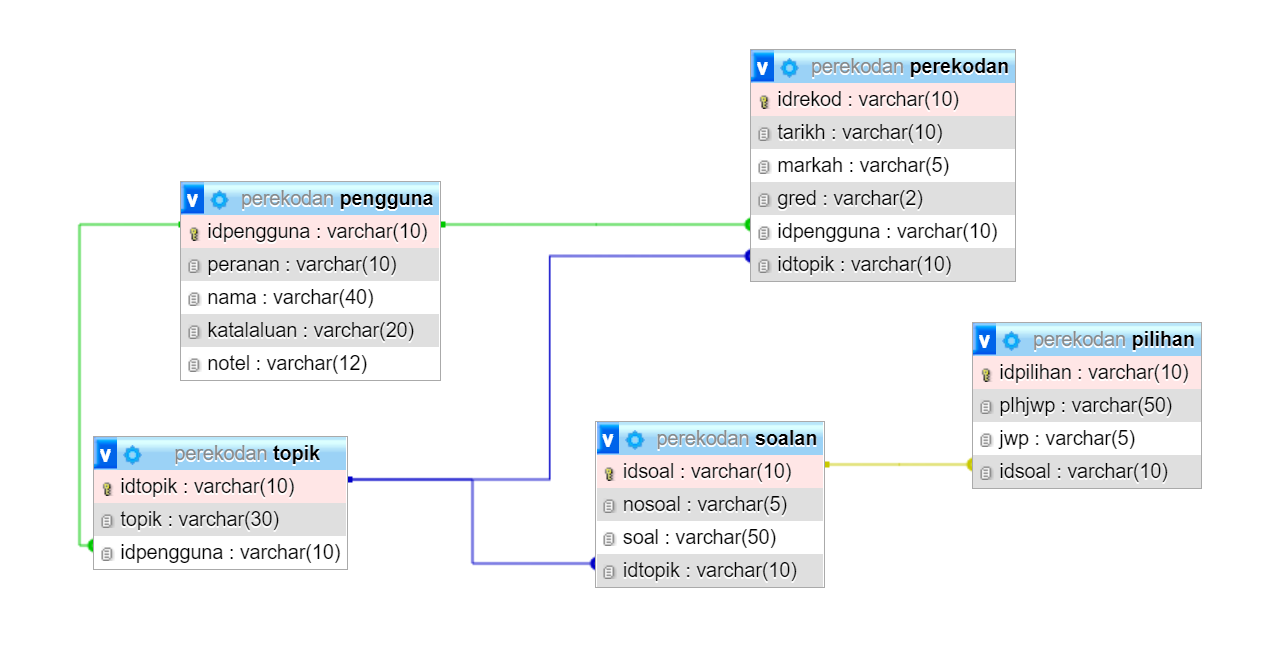 v perekodan perekodan
idrekod : varchar(10)
tarikh : varchar(10)
markah : varchar(5)
gred : varchar(2)
idpengguna : varchar(10)
idtopik : varchar(10)
v perekodan pengguna
idpengguna : varchar(10)
peranan : varchar(10)
nama : varchar(40)
katalaluan : varchar(20)
notel : varchar(12)
v perekodan pilihan
idpilihan : varchar(10)
plhjwp : varchar(50)
jwp : varchar(5)
idsoal : varchar(10)
v perekodan topik
idtopik : varchar(10)
topik : varchar(30)
idpengguna : varchar(10)
v perekodan soalan
idsoal : varchar(10)
nosoal : varchar(5)
soal : varchar(50)
idtopik : varchar(10)